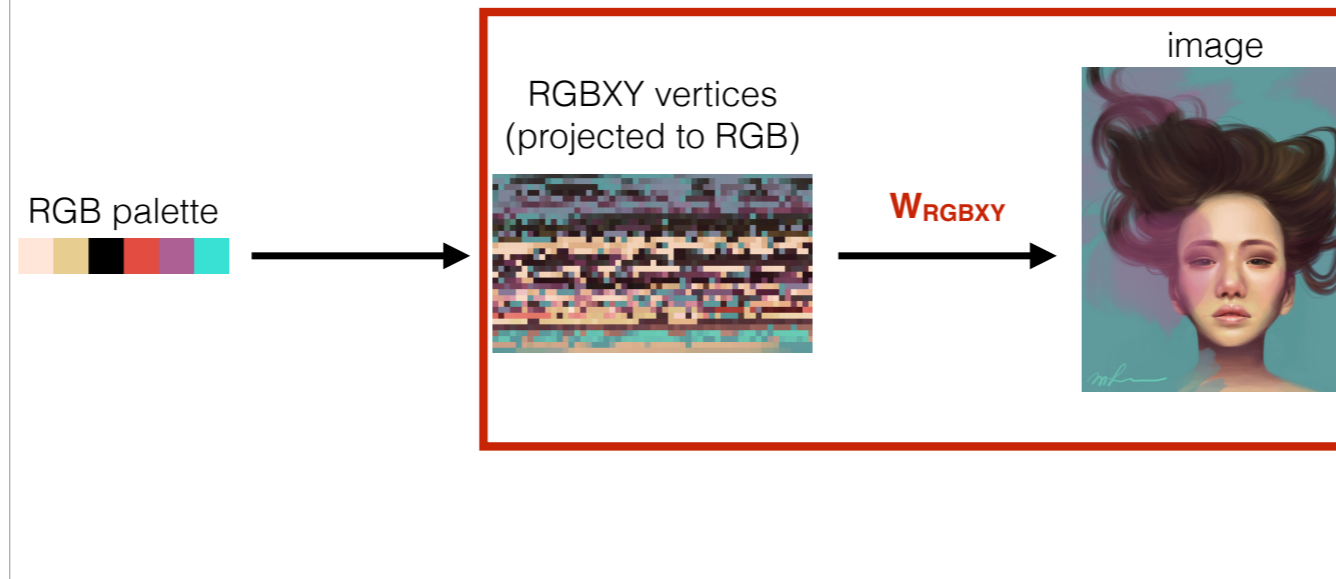 image
RGBXY vertices
(projected to RGB)
RGB palette
WRGBXY